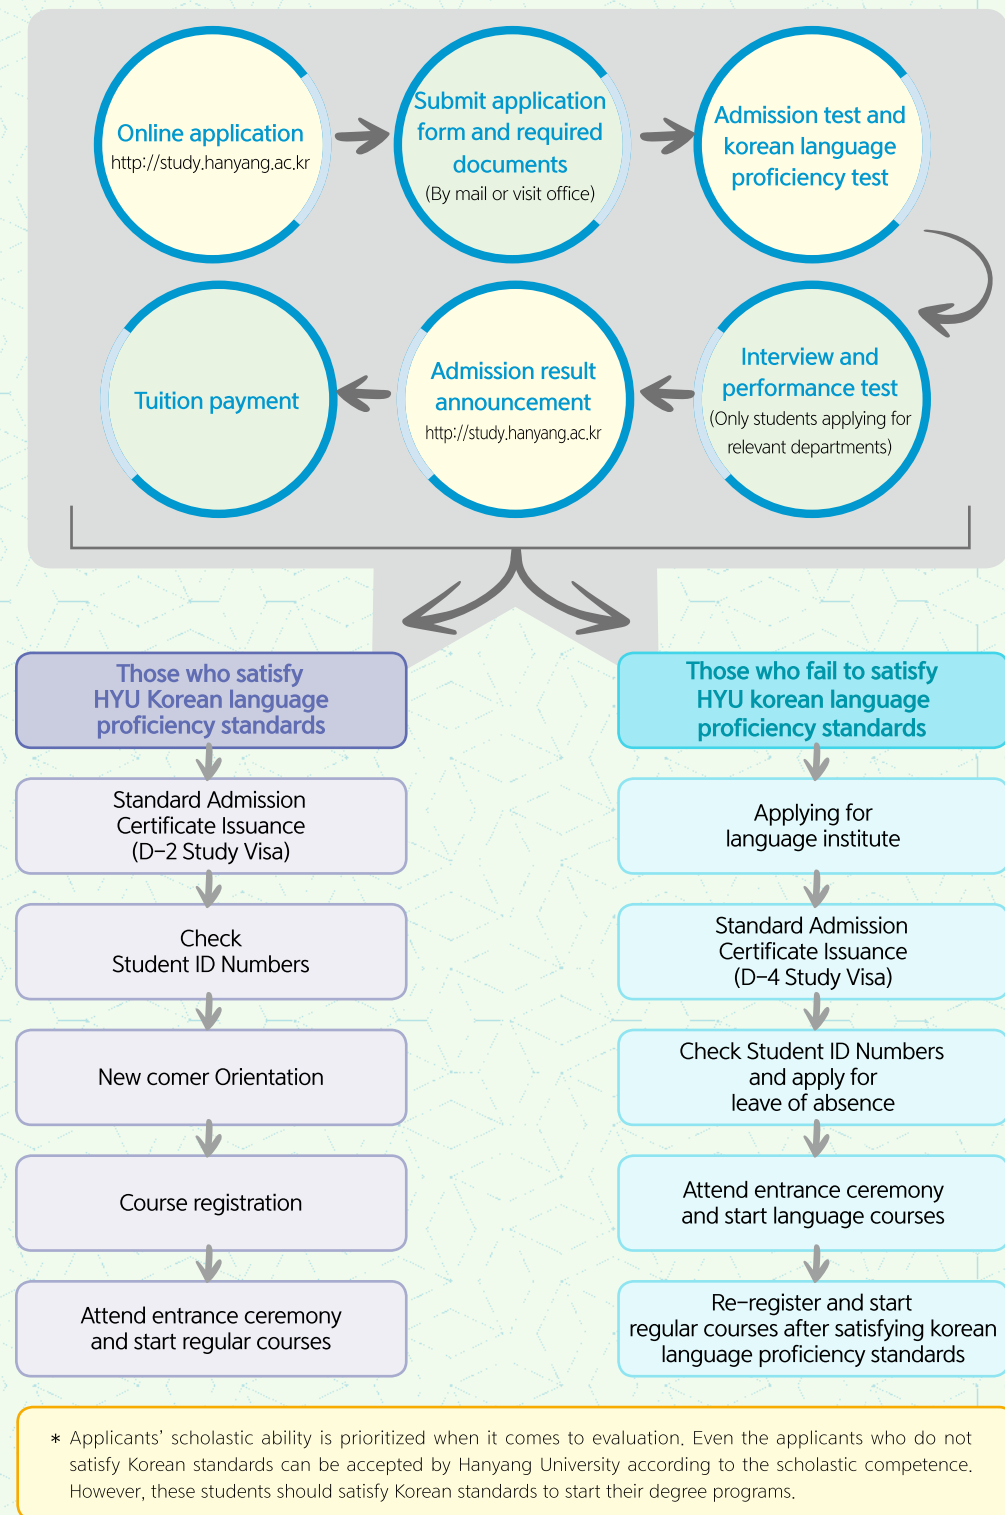 Online application
http://study.hanyang.ac.kr
Submit application
form and required
documents
(By mail or visit office)
Admission test and
korean language
proficiency test
Interview and
performance test
(Only students applying for
relevant departments)
Admission result
announcement
http://study.hanyang.ac.kr
Tuition payment
Those who satisfy
HYU Korean language
proficiency standards
Standard Admission
Certificate Issuance
(D-2 Study Visa)
Check
Student ID Numbers
New comer Orientation
Course registration
Attend entrance ceremony
and start regular courses
Those who fail to satisfy
HYU korean language
proficiency standards
Applying for
language institute
Standard Admission
Certificate Issuance
(D-4 Study Visa)
Check Student ID Numbers
and apply for
leave of absence
Attend entrance ceremony
and start language courses
Re-register and start
regular courses after satisfying korean
language proficiency standards
* Applicants' scholastic ability is prioritized when it comes to evaluation. Even the applicants who do not
satisfy Korean standards can be accepted by Hanyang University according to the scholastic competence.
However, these students should satisfy Korean standards to start their degree programs.